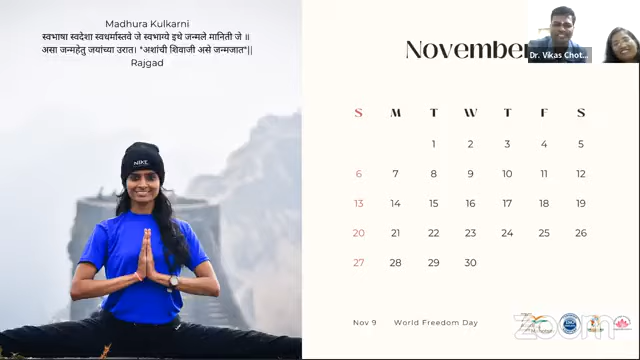 Madhura Kulkarni
स्वभाषा स्वदेशा स्वधर्मास्तवे जे स्वभाग्ये इथे जन्मले मानिती जे ॥
असा जन्महेतु जयांच्या उरात। "अशांची शिवाजी असे जन्मजात"||
Rajgad
NIKE
November
Dr. Vikas Chot...
S M T W T F S
1 2 3 4 5
6 7 8 9 10 11 12
13 14 15 16 17 18 19
20 21 22 23 24 25 26
27 28 29 30
Nov 9 World Freedom Day
zoom